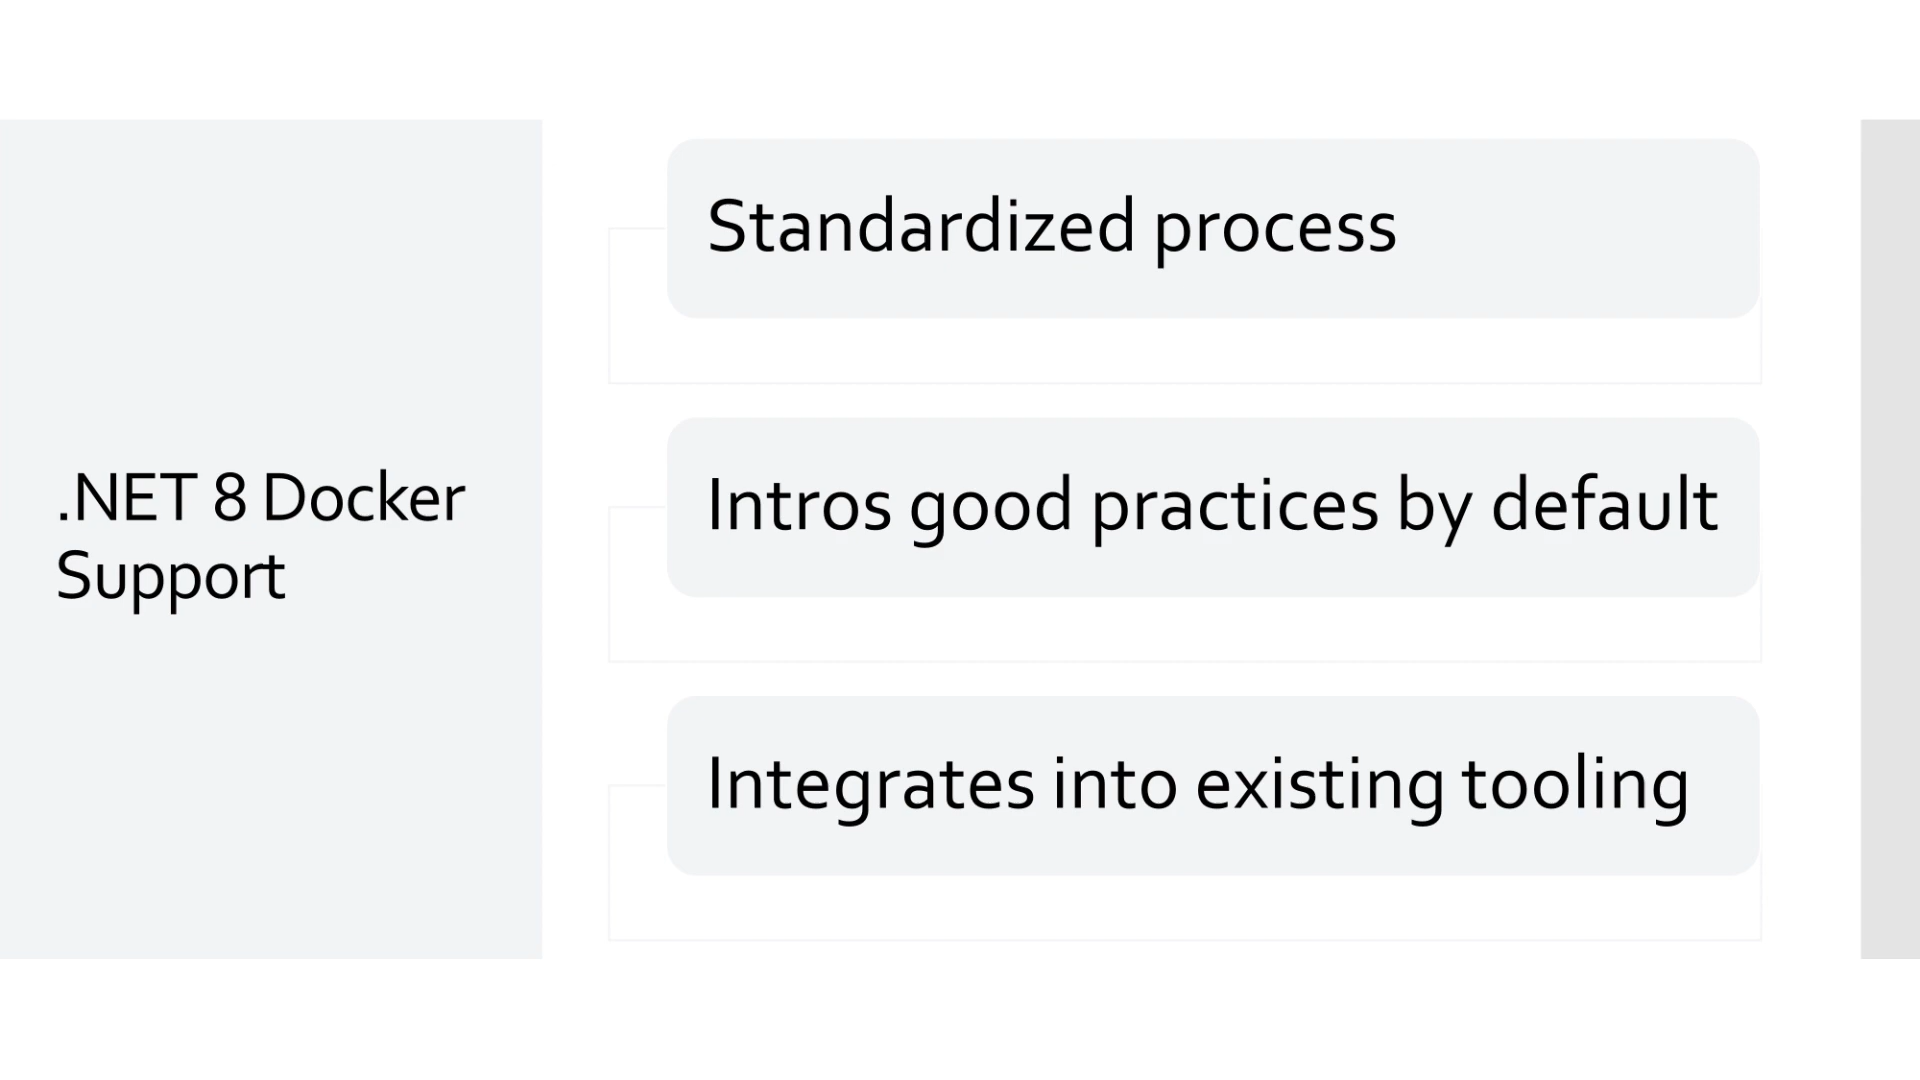 .NET 8 Docker
Support
Standardized process
Intros good practices by default
Integrates into existing tooling